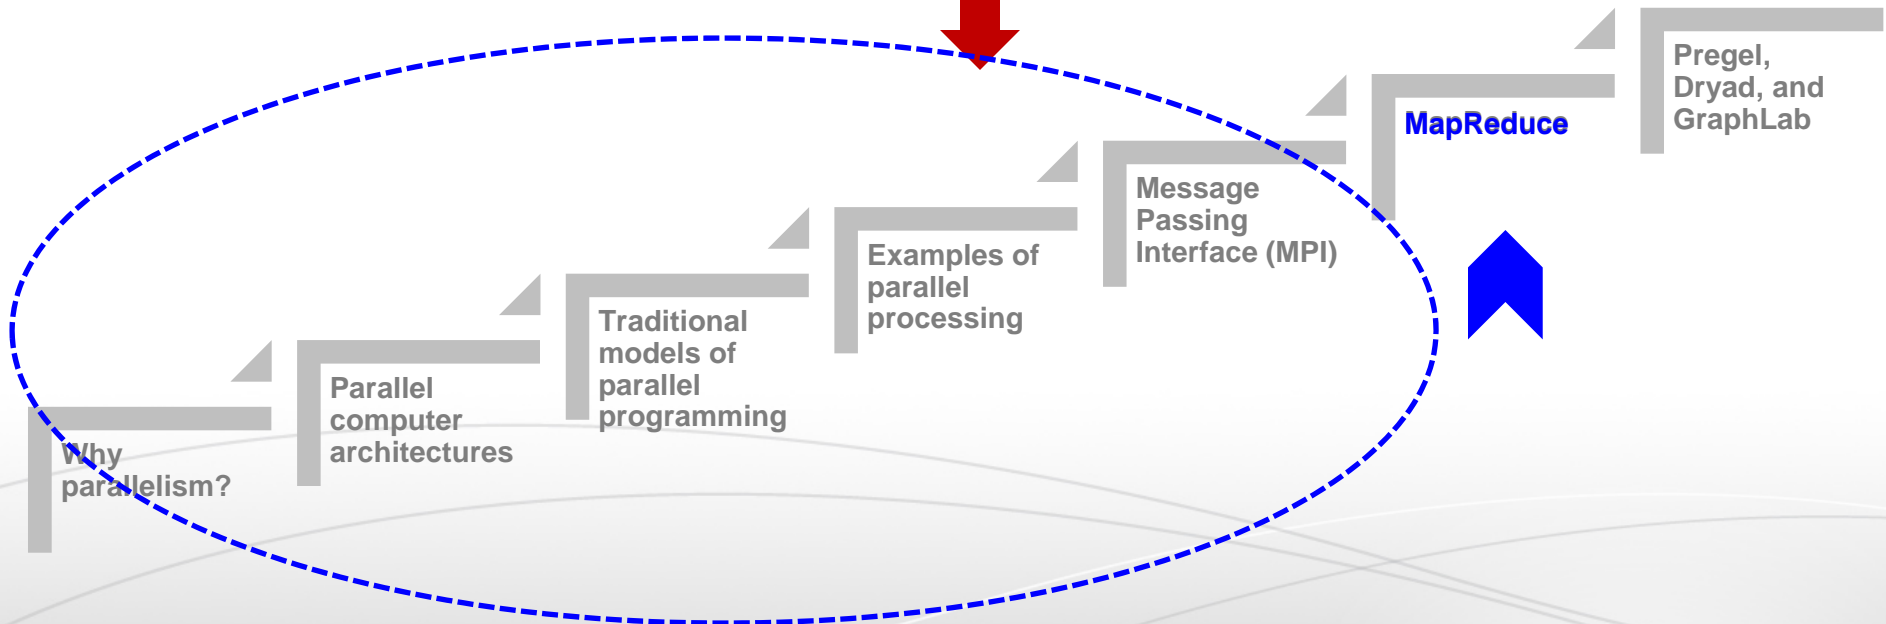 Why
parallelism?
Parallel
computer
architectures
Traditional
models of
parallel
programming
Examples of
parallel
processing
Message
Passing
Interface (MPI)
MapReduce
Pregel,
Dryad, and
GraphLab